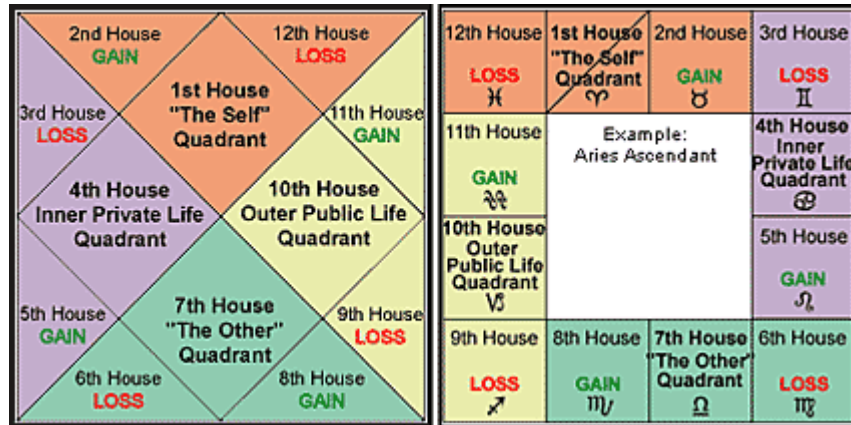 2nd House
GAIN
12th House
LOSS
1st House
"The Self"
Quadrant
3rd House
LOSS
11th House
GAIN
4th House
Inner Private Life
Quadrant
10th House
Outer Public Life
Quadrant
5th House
GAIN
7th House
"The Other"
Quadrant
9th House
LOSS
6th House
LOSS
8th House
GAIN
12th House
LOSS
♓
1st House
"The Self"
Quadrant
♈
2nd House
GAIN
♉
3rd House
LOSS
♊
11th House
GAIN
♒
Example:
Aries Ascendant
4th House
Inner
Private Life
Quadrant
♋
10th House
Outer
Public Life
Quadrant
♑
5th House
GAIN
♌
9th House
LOSS
♐
8th House
GAIN
♏
7th House
"The Other"
Quadrant
♎
6th House
LOSS
♍